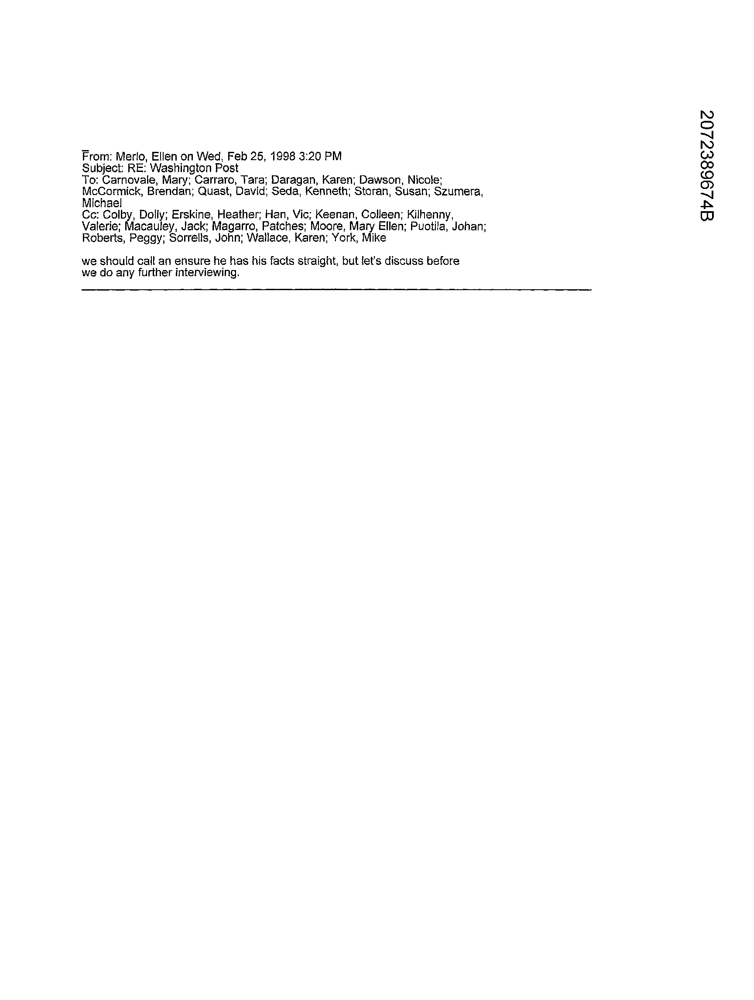 From: Merlo, Ellen on Wed, Feb 25, 1998 3:20 PM
Subject: RE: Washington Post
To: Carnovale, Mary; Carraro, Tara; Daragan, Karen; Dawson, Nicole;
McCormick, Brendan; Quast, David; Seda, Kenneth; Storan, Susan; Szumera,
Michael
Cc: Colby, Dolly; Erskine, Heather; Han, Vic; Keenan, Colleen; Kilhenny,
Valerie; Macauley, Jack; Magarro, Patches; Moore, Mary Ellen; Puotila, Johan;
Roberts, Peggy; Sorrells, John; Wallace, Karen; York, Mike
we should call an ensure he has his facts straight, but let's discuss before
we do any further interviewing.
2072389674B